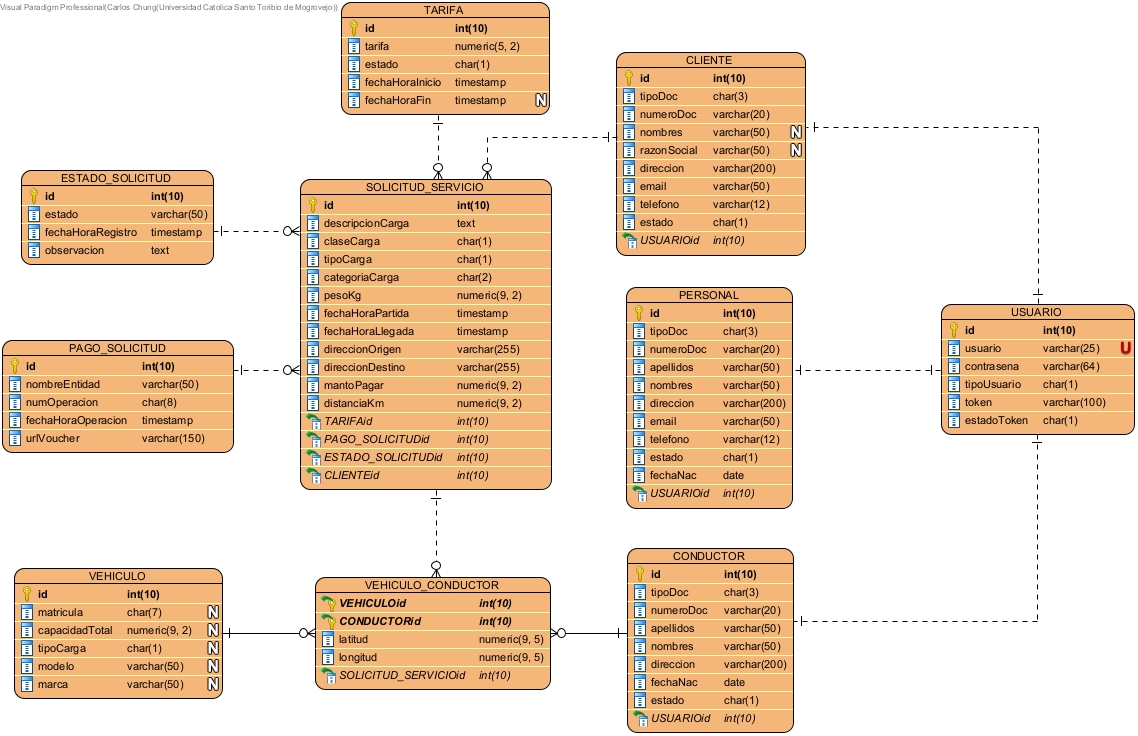 Visual Paradigm Professional(Carlos Chung(Universidad Catolica Santo Toribio de Mogrovejo))
TARIFA
id int(10)
tarifa numeric(5, 2)
estado char(1)
fechaHoraInicio timestamp
fechaHoraFin timestamp N
CLIENTE
id int(10)
tipoDoc char(3)
numeroDoc varchar(20)
nombres varchar(50) N
razonSocial varchar(50) N
direccion varchar(200)
email varchar(50)
telefono varchar(12)
estado char(1)
USUARIOid int(10)
ESTADO_SOLICITUD
id int(10)
estado varchar(50)
fechaHoraRegistro timestamp
observacion text
SOLICITUD_SERVICIO
id int(10)
descripcionCarga text
claseCarga char(1)
tipoCarga char(1)
categoriaCarga char(2)
pesoKg numeric(9, 2)
fechaHoraPartida timestamp
fechaHoraLlegada timestamp
direccionOrigen varchar(255)
direccionDestino varchar(255)
mantoPagar numeric(9, 2)
distanciaKm numeric(9, 2)
TARIFAid int(10)
PAGO_SOLICITUDid int(10)
ESTADO_SOLICITUDid int(10)
CLIENTEid int(10)
PERSONAL
id int(10)
tipoDoc char(3)
numeroDoc varchar(20)
apellidos varchar(50)
nombres varchar(50)
direccion varchar(200)
email varchar(50)
telefono varchar(12)
estado char(1)
fechaNac date
USUARIOid int(10)
USUARIO
id int(10)
usuario varchar(25) U
contrasena varchar(64)
tipoUsuario char(1)
token varchar(100)
estadoToken char(1)
PAGO_SOLICITUD
id int(10)
nombreEntidad varchar(50)
numOperacion char(8)
fechaHoraOperacion timestamp
urlVoucher varchar(150)
VEHICULO
id int(10)
matricula char(7) N
capacidadTotal numeric(9, 2) N
tipoCarga char(1) N
modelo varchar(50) N
marca varchar(50) N
VEHICULO_CONDUCTOR
VEHICULOid int(10)
CONDUCTORid int(10)
latitud numeric(9, 5)
longitud numeric(9, 5)
SOLICITUD_SERVICIOid int(10)
CONDUCTOR
id int(10)
tipoDoc char(3)
numeroDoc varchar(20)
apellidos varchar(50)
nombres varchar(50)
direccion varchar(200)
fechaNac date
estado char(1)
USUARIOid int(10)